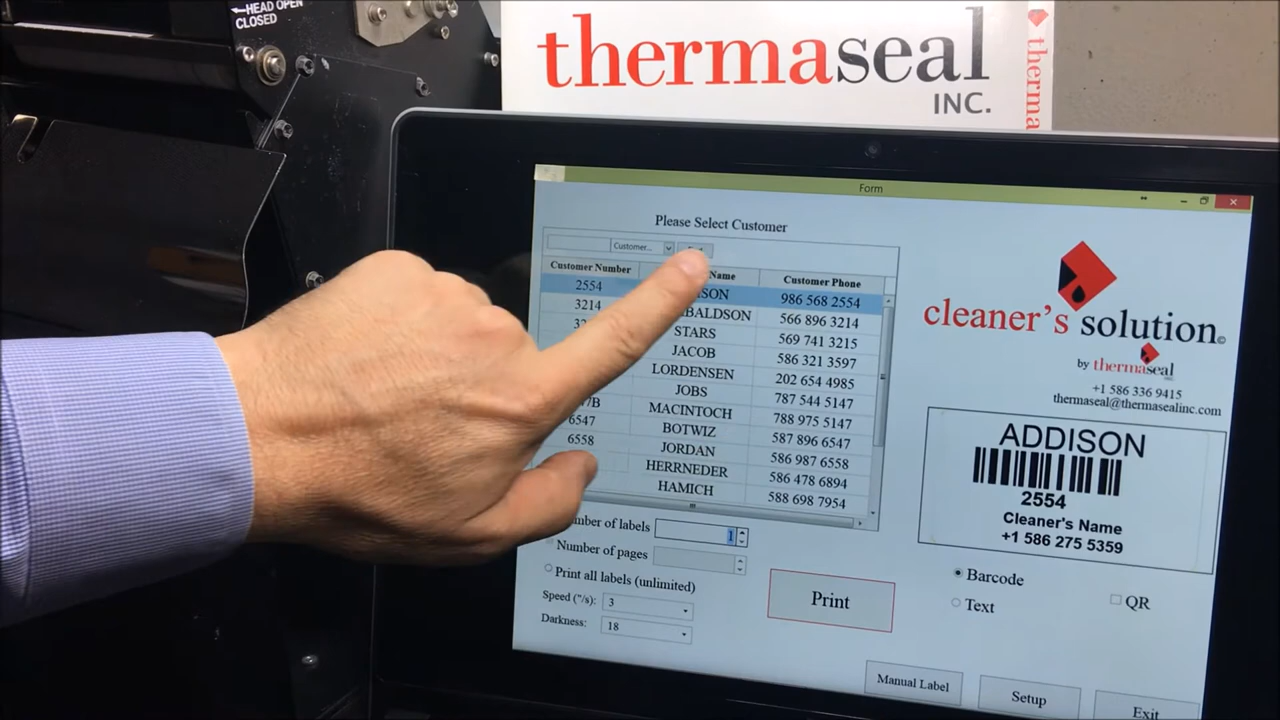 HEAD OPEN
CLOSED
thermaseal
INC.
therma
Form
Please Select Customer
Customer...
Customer Number Name Customer Phone
2554 ISON 986 568 2554
3214 BALDSON 566 896 3214
STARS 569 741 3215
JACOB 586 321 3597
LORDENSEN 202 654 4985
JOBS 787 544 5147
7B MACINTOCH 788 975 5147
6547 BOTWIZ 587 896 6547
6558 JORDAN 586 987 6558
HERRNEDER 586 478 6894
HAMICH 588 698 7954
mber of labels 1
Number of pages
Print all labels (unlimited)
Speed ("/s): 3
Darkness: 18
Print
cleaner's solution
by thermaseal
+1 586 336 9415
thermaseal@thermasealinc.com
ADDISON
2554
Cleaner's Name
+1 586 275 5359
Barcode
Text
QR
Manual Label
Setup
Exit